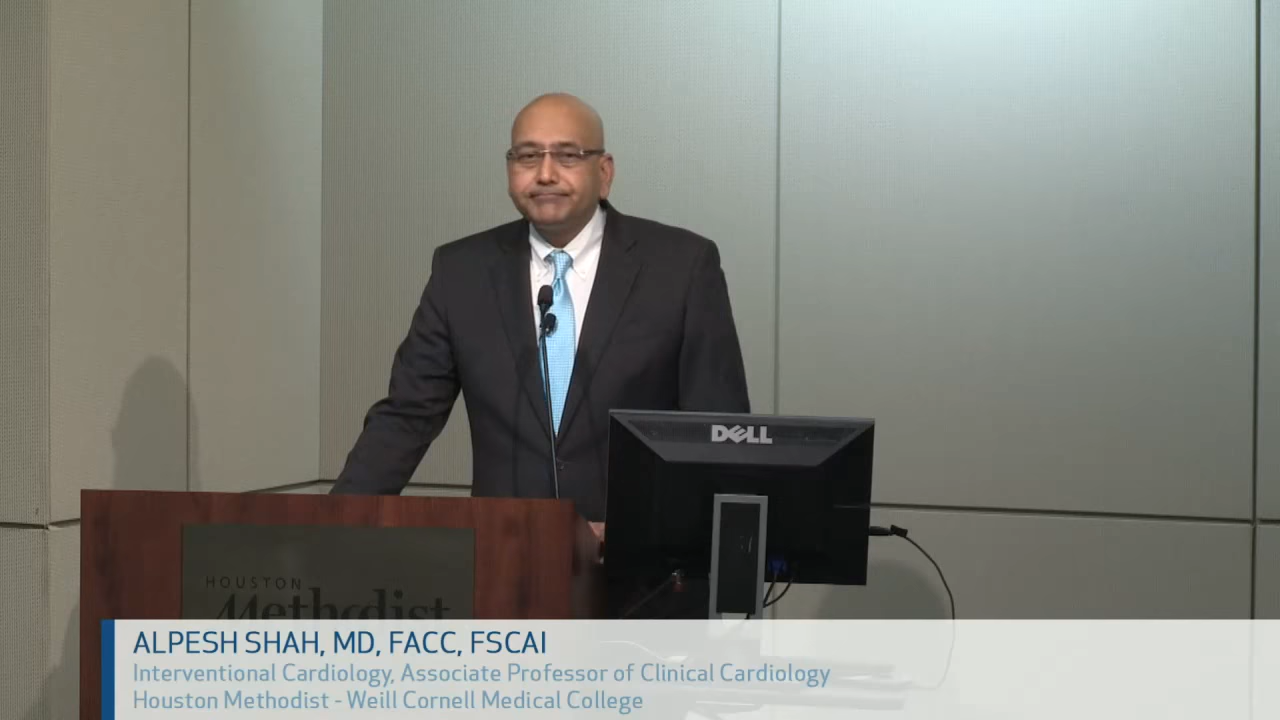 DELL
HOUSTON
Methodist
ALPESH SHAH, MD, FACC, FSCAI
Interventional Cardiology, Associate Professor of Clinical Cardiology
Houston Methodist - Weill Cornell Medical College